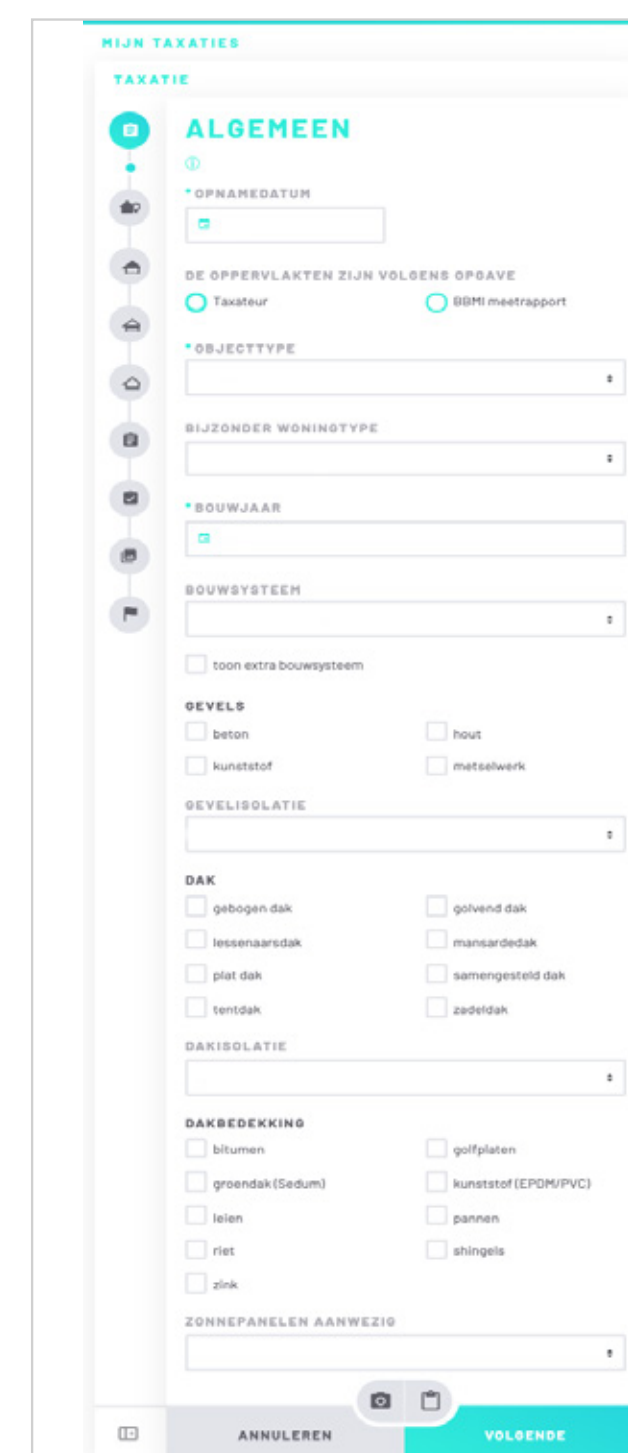 MIJN TAXATIES
TAXATIE
ALGEMEEN
* OPNAMEDATUM
DE OPPERVLAKTEN ZIJN VOLGENS OPGAVE
Taxateur BBMI meetrapport
* OBJECTTYPE
BIJZONDER WONINGTYPE
* BOUWJAAR
BOUWSYSTEEM
toon extra bouwsysteem
GEVELS
beton hout
kunststof metselwerk
GEVELISOLATIE
DAK
gebogen dak golvend dak
lessenaarsdak mansardedak
plat dak samengesteld dak
tentdak zadeldak
DAKISOLATIE
DAKBEDEKKING
bitumen golfplaten
groendak (Sedum) kunststof (EPDM/PVC)
leien pannen
riet shingels
zink
ZONNEPANELEN AANWEZIG
ANNULEREN VOLGENDE